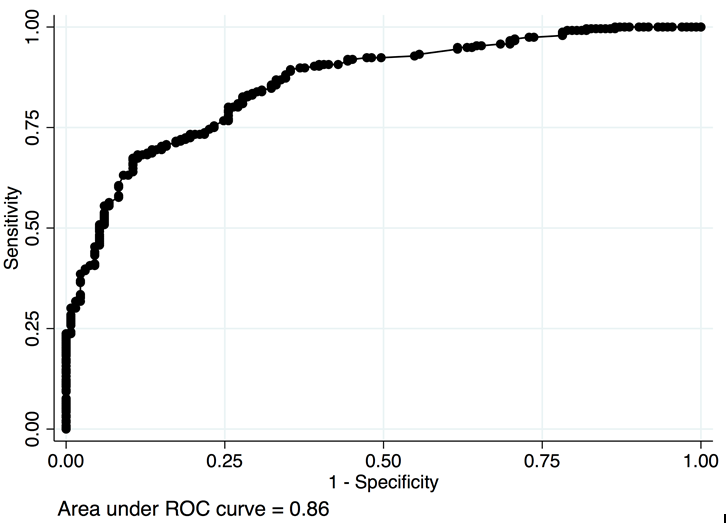 Sensitivity
1.00
0.75
0.50
0.25
0.00
0.00 0.25 0.50 0.75 1.00
1 - Specificity
Area under ROC curve = 0.86